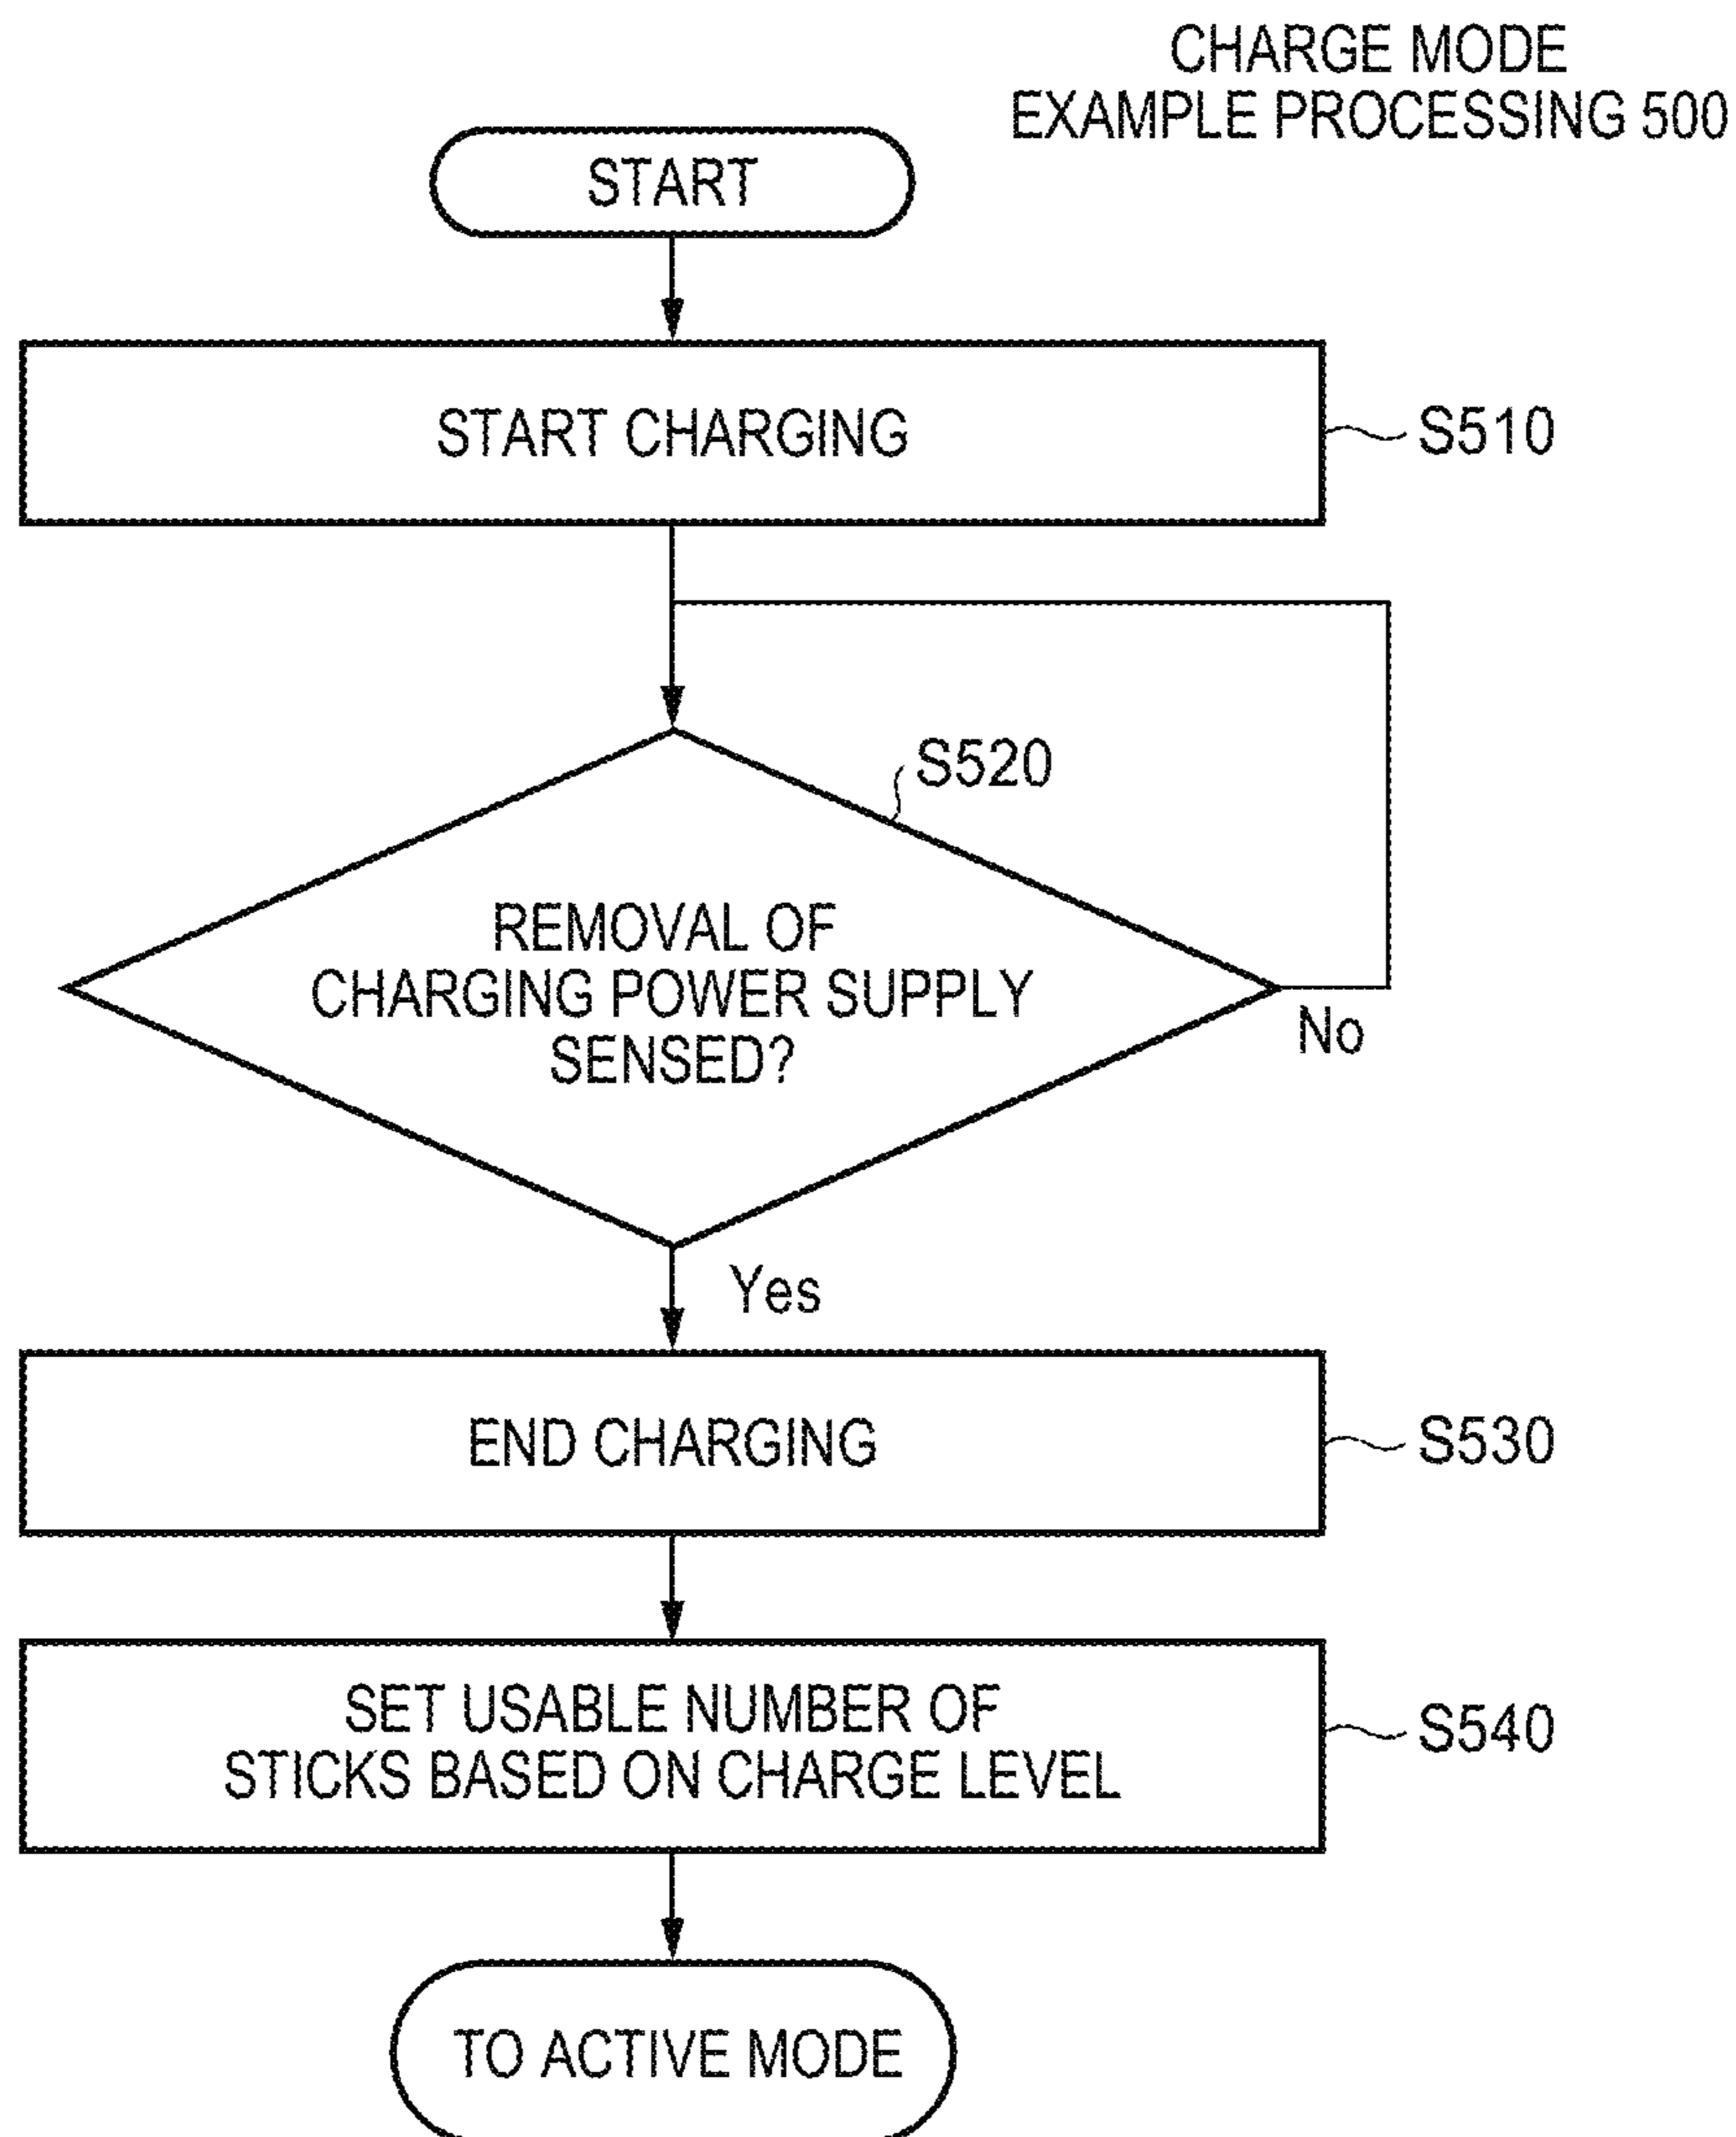 CHARGE MODE
EXAMPLE PROCESSING 500
START
START CHARGING
S510
S520
REMOVAL OF
CHARGING POWER SUPPLY
SENSED?
No
Yes
END CHARGING
S530
SET USABLE NUMBER OF
STICKS BASED ON CHARGE LEVEL
S540
TO ACTIVE MODE